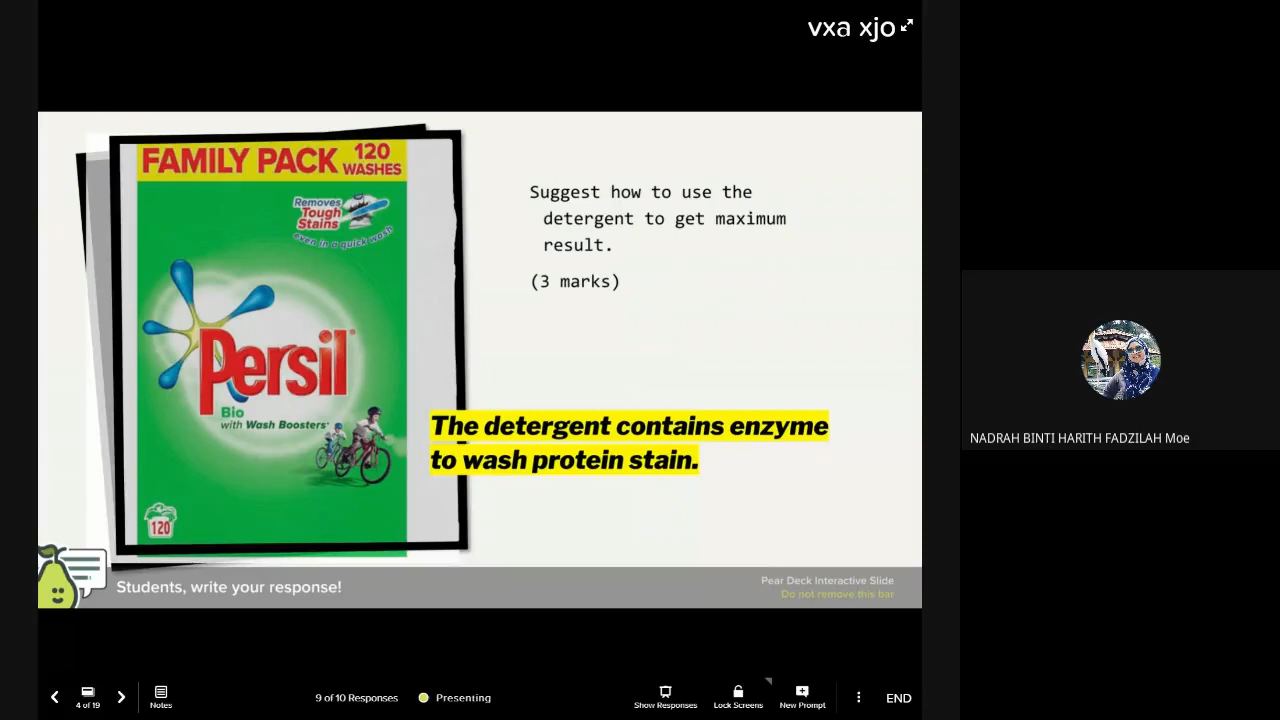 vxa xjo
FAMILY PACK 120 WASHES
Removes
Tough
Stains
even in a quick wash
Persil
Bio
with Wash Boosters
120
Suggest how to use the
detergent to get maximum
result.
(3 marks)
The detergent contains enzyme
to wash protein stain.
Students, write your response!
Pear Deck Interactive Slide
Do not remove this bar
NADRAH BINTI HARITH FADZILAH Moe
4 of 19
Notes
9 of 10 Responses
Presenting
Show Responses
Lock Screens
New Prompt
END